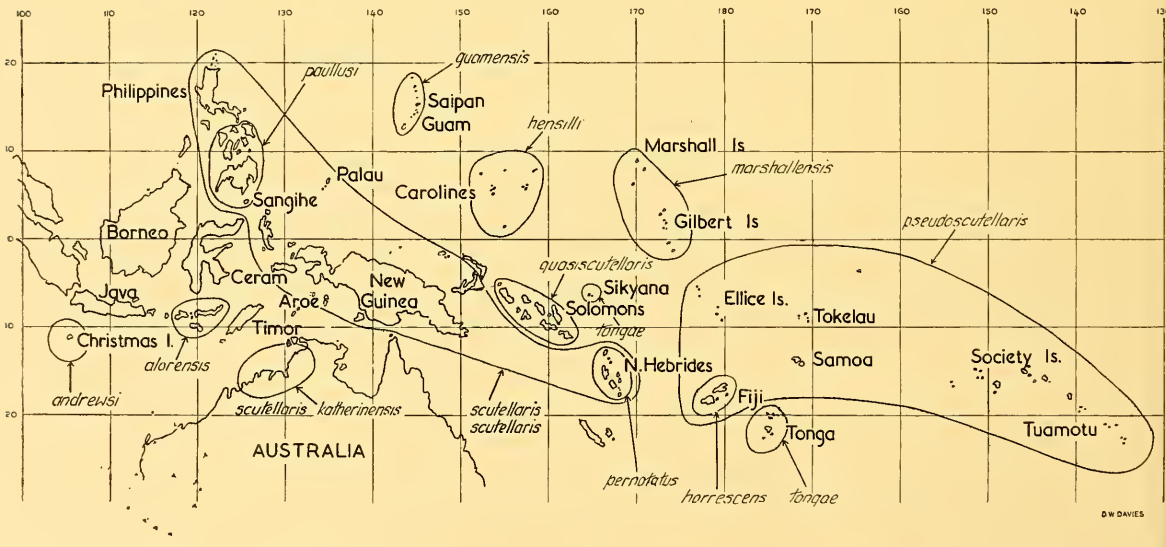 100 110 120 130 140 150 160 170 180 170 160 150 140 130
20
10
0
10
20
guamensis
paullusi
Philippines
Saipan
Guam
hensilli
Marshall Is
marshallensis
Palau
Carolines
Sangihe
Gilbert Is
pseudoscutellaris
Borneo
quasiscutellaris
Ceram
New Guinea
Sikyana
Java
Aroe
Solomons
Ellice Is.
Tokelau
Timor
tongae
Christmas I.
alorensis
N.Hebrides
Samoa
Society Is.
andrewsi
scutellaris katherinensis
scutellaris
scutellaris
Fiji
Tuamotu
Tonga
AUSTRALIA
pernotatus
horrescens
tongae
D.W DAVIES